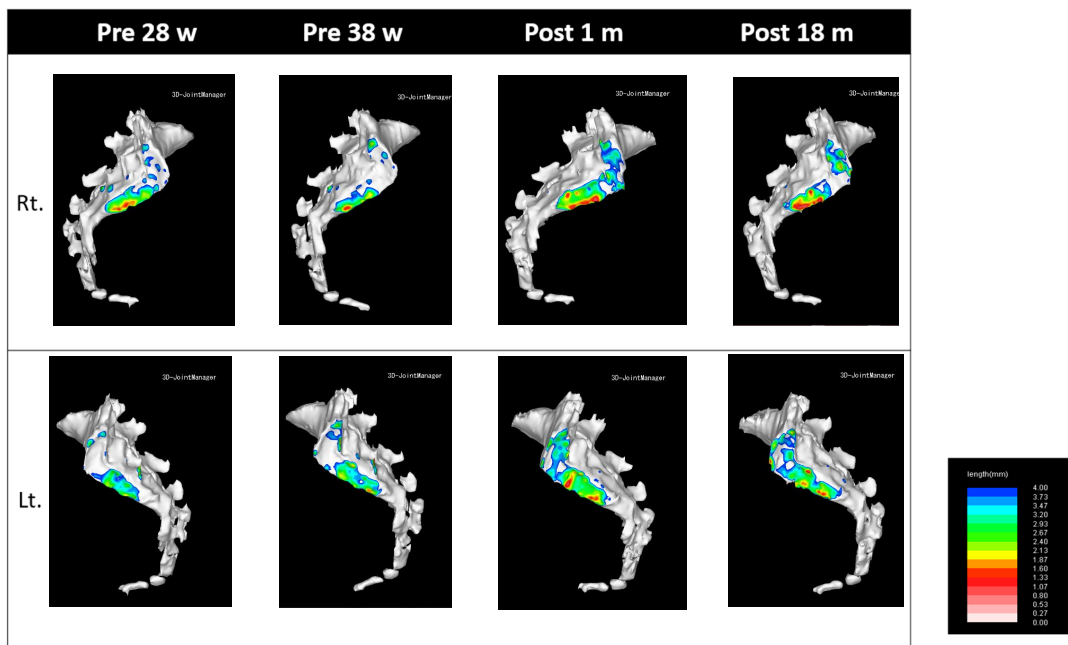 Pre 28 w Pre 38 w Post 1 m Post 18 m
Rt.
3D-JointManager
3D-JointManager
3D-JointManager
3D-JointManager
Lt.
3D-JointManager
3D-JointManager
3D-JointManager
3D-JointManager
length(mm)
4.00
3.73
3.47
3.20
2.93
2.67
2.40
2.13
1.87
1.60
1.33
1.07
0.80
0.53
0.27
0.00